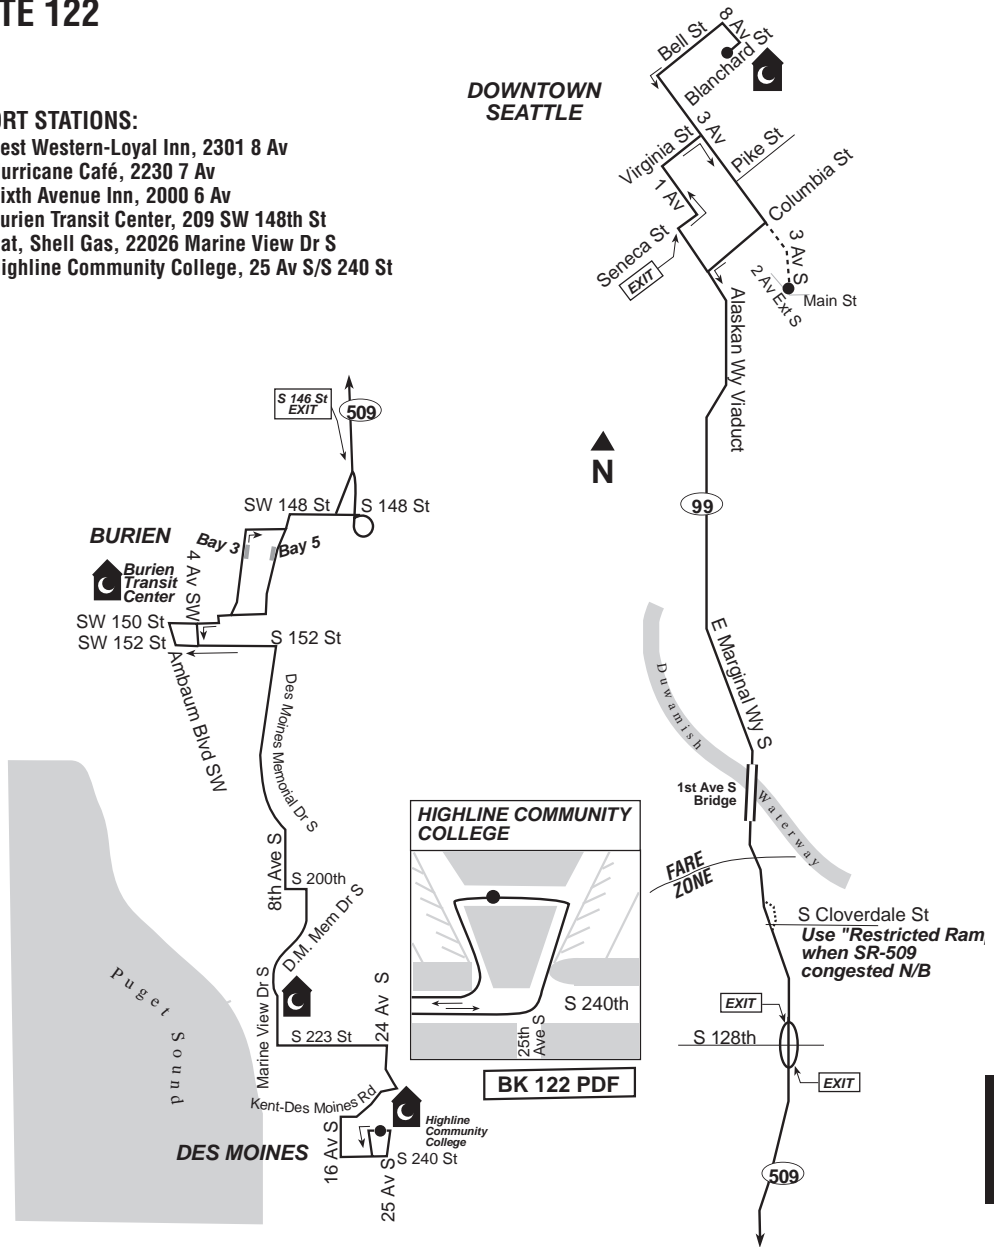 TE 122
ORT STATIONS:
est Western-Loyal Inn, 2301 8 Av
urricane Café, 2230 7 Av
ixth Avenue Inn, 2000 6 Av
urien Transit Center, 209 SW 148th St
at, Shell Gas, 22026 Marine View Dr S
ighline Community College, 25 Av S/S 240 St
DOWNTOWN
SEATTLE
Bell St
8 Av
Blanchard St
3 Av
Virginia St
1 Av
Pike St
Columbia St
Seneca St
EXIT
3 Av S
2 Av Ext S
Main St
Alaskan Wy Viaduct
N
99
S 146 St
EXIT
509
SW 148 St
S 148 St
BURIEN
Bay 3
Bay 5
Burien
Transit
Center
4 Av SW
SW 150 St
SW 152 St
S 152 St
Ambaum Blvd SW
Des Moines Memorial Dr S
8th Ave S
S 200th
D.M. Mem Dr S
Marine View Dr S
S 223 St
24 Av S
Kent-Des Moines Rd
16 Av S
DES MOINES
Highline
Community
College
S 240 St
25 Av S
Puget Sound
HIGHLINE COMMUNITY
COLLEGE
S 240th
25th
Ave S
BK 122 PDF
E Marginal Wy S
Duwamish
Waterway
1st Ave S
Bridge
FARE
ZONE
S Cloverdale St
Use "Restricted Ram
when SR-509
congested N/B
EXIT
S 128th
EXIT
509